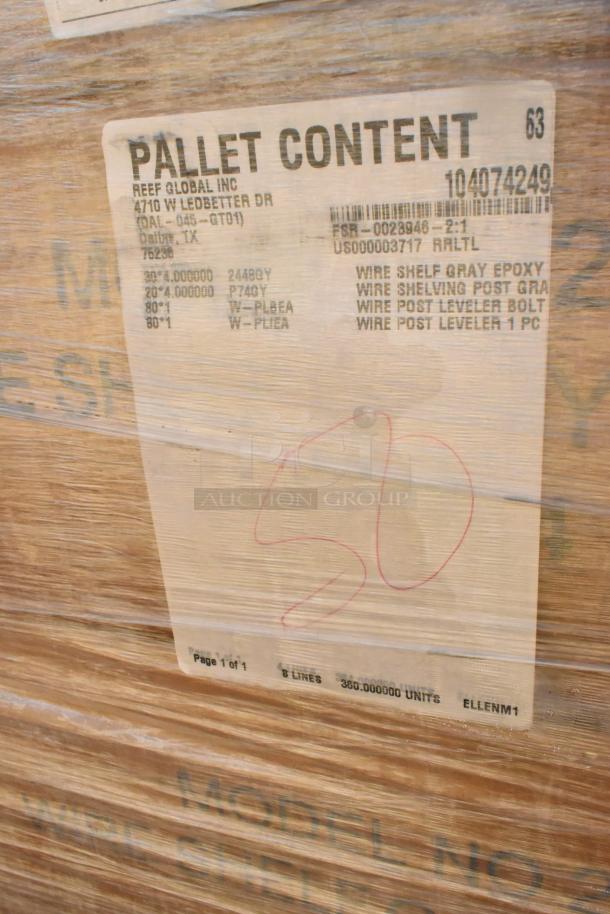 PALLET CONTENT 63
REEF GLOBAL INC 104074249
4710 W LEDBETTER DR
(DAL-045-GT01) FSR-0023946-2:1
TX US000003717 RRLTL
75236
30*4.000000 2448GY WIRE SHELF GRAY EPOXY
20*4.000000 P74GY WIRE SHELVING POST GRA
80*1 W-PLBEA WIRE POST LEVELER BOLT
80*1 W-PLIEA WIRE POST LEVELER 1 PC
50
AUCTION GROUP
Page 1 of 1 8 LINES 360.000000 UNITS ELLENM1
MODEL NO
WIRE SHELF